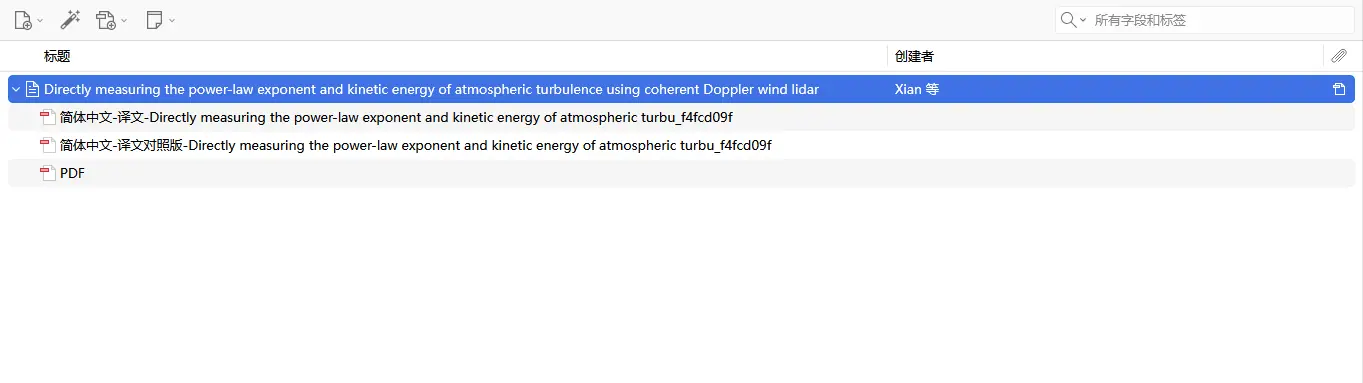 所有字段和标签
标题 创建者
Directly measuring the power-law exponent and kinetic energy of atmospheric turbulence using coherent Doppler wind lidar Xian 等
简体中文-译文-Directly measuring the power-law exponent and kinetic energy of atmospheric turbu_f4fcd09f
简体中文-译文对照版-Directly measuring the power-law exponent and kinetic energy of atmospheric turbu_f4fcd09f
PDF